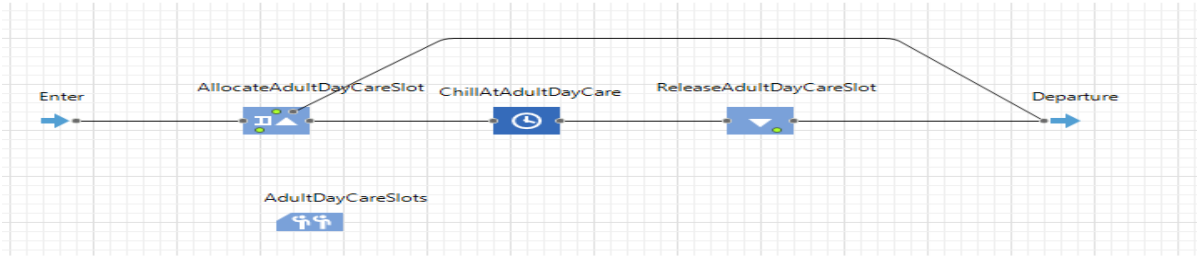 Enter
AllocateAdultDayCareSlot
ChillAtAdultDayCare
ReleaseAdultDayCareSlot
Departure
AdultDayCareSlots